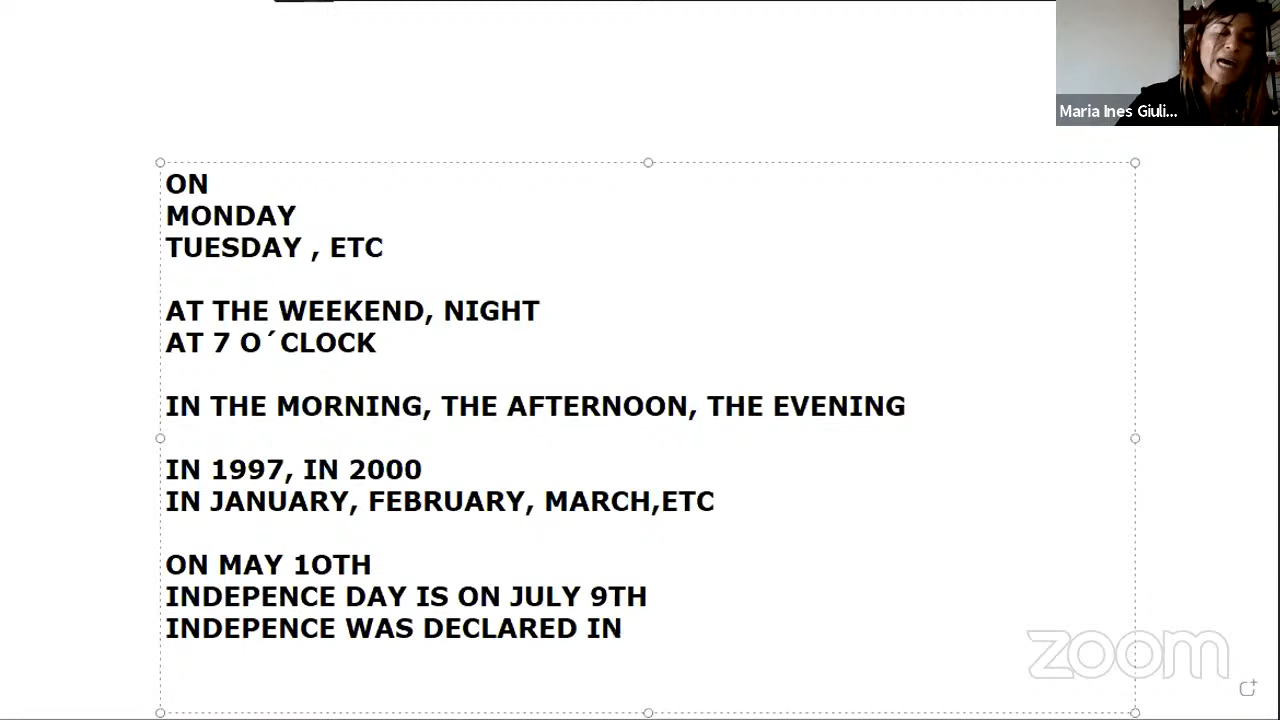 Maria Ines Giuli...
ON
MONDAY
TUESDAY , ETC
AT THE WEEKEND, NIGHT
AT 7 O´CLOCK
IN THE MORNING, THE AFTERNOON, THE EVENING
IN 1997, IN 2000
IN JANUARY, FEBRUARY, MARCH,ETC
ON MAY 1OTH
INDEPENCE DAY IS ON JULY 9TH
INDEPENCE WAS DECLARED IN
zoom